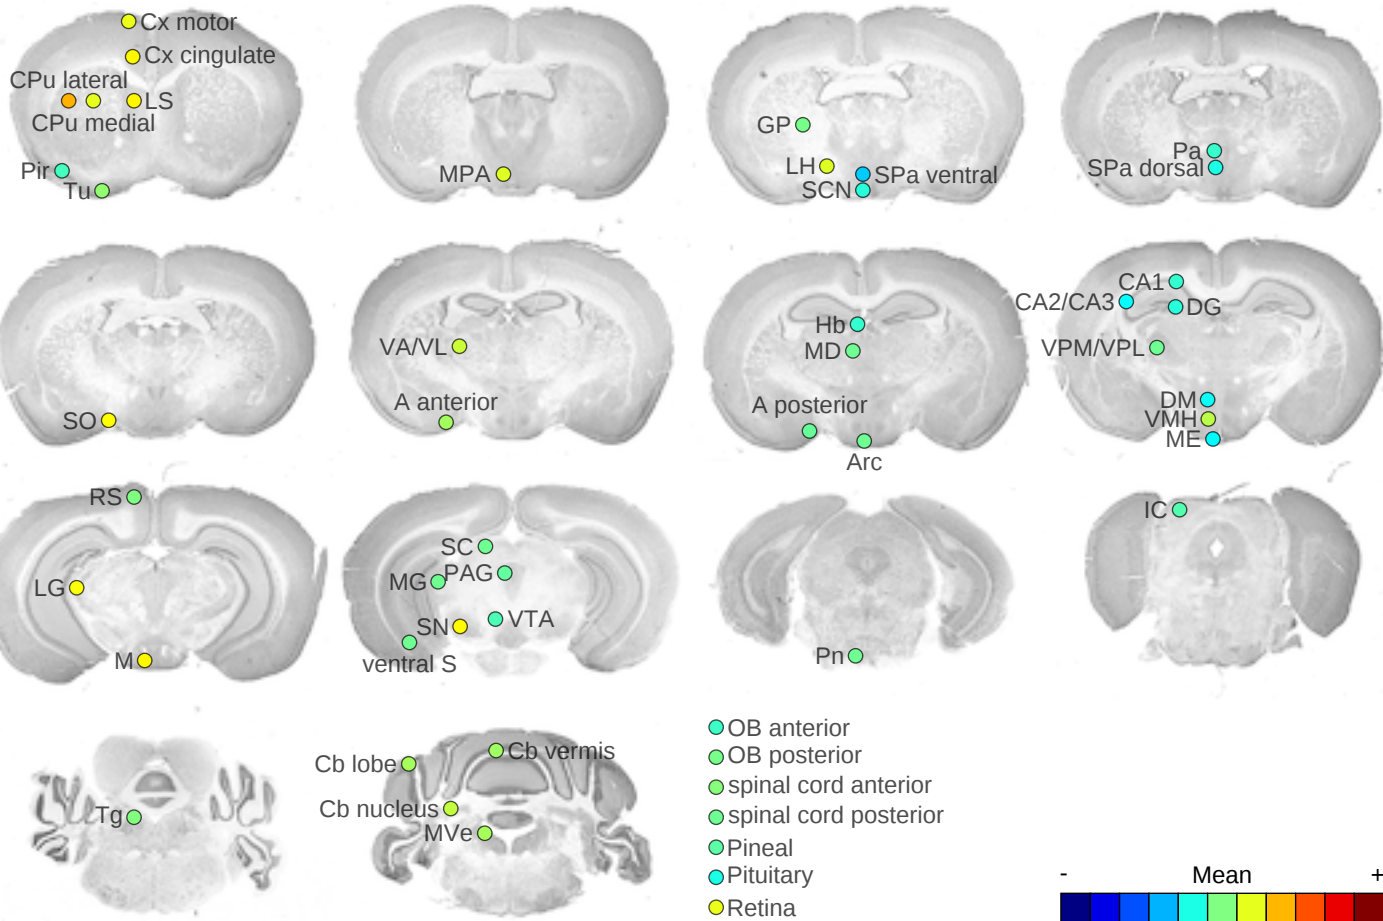 Cx motor
Cx cingulate
CPu lateral
LS
CPu medial
Pir
Tu
MPA
GP
LH
SPa ventral
SCN
Pa
SPa dorsal
SO
VA/VL
A anterior
Hb
MD
A posterior
Arc
CA1
CA2/CA3
DG
VPM/VPL
DM
VMH
ME
RS
LG
M
SC
MG
PAG
SN
VTA
ventral S
Pn
IC
Tg
Cb lobe
Cb vermis
Cb nucleus
MVe
OB anterior
OB posterior
spinal cord anterior
spinal cord posterior
Pineal
Pituitary
Retina
- Mean +